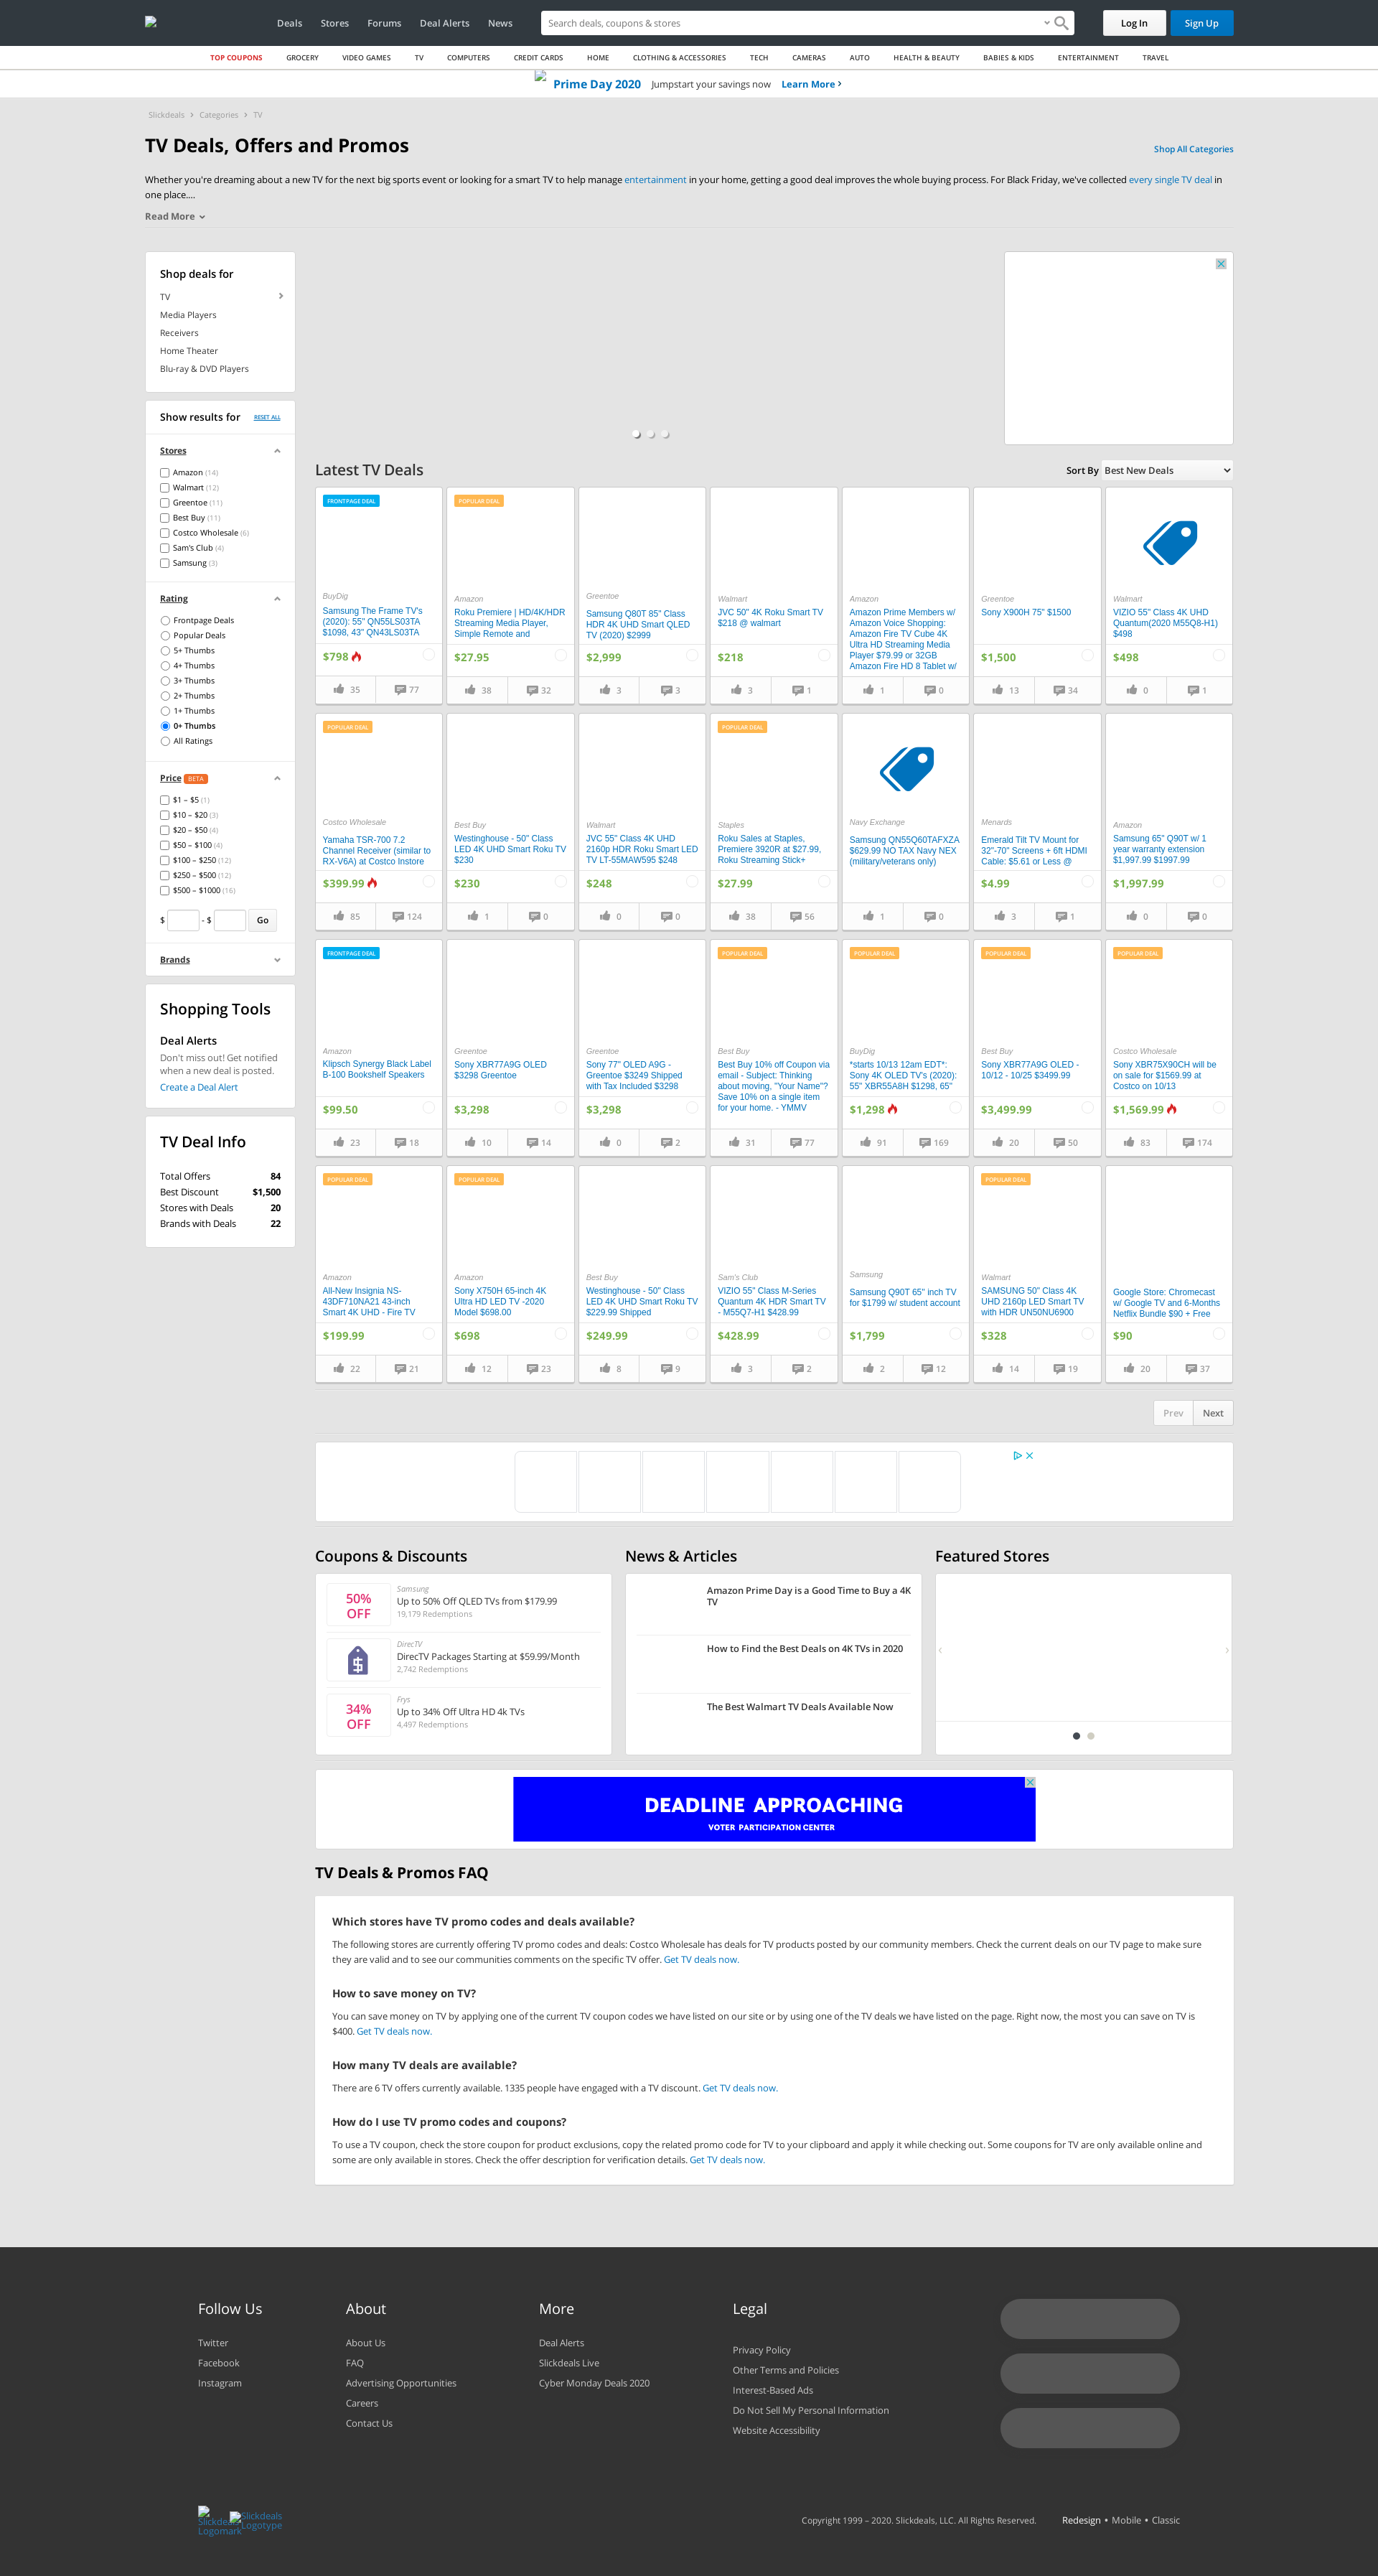 Deals Stores Forums Deal Alerts News
Search deals, coupons & stores
Log In Sign Up
TOP COUPONS GROCERY VIDEO GAMES TV COMPUTERS CREDIT CARDS HOME CLOTHING & ACCESSORIES TECH CAMERAS AUTO HEALTH & BEAUTY BABIES & KIDS ENTERTAINMENT TRAVEL
Prime Day 2020 Jumpstart your savings now Learn More
Slickdeals Categories TV
TV Deals, Offers and Promos
Shop All Categories
Whether you're dreaming about a new TV for the next big sports event or looking for a smart TV to help manage entertainment in your home, getting a good deal improves the whole buying process. For Black Friday, we've collected every single TV deal in
one place....
Read More
Shop deals for
TV
Media Players
Receivers
Home Theater
Blu-ray & DVD Players
Show results for RESET ALL
Stores
Amazon (14)
Walmart (12)
Greentoe (11)
Best Buy (11)
Costco Wholesale (6)
Sam's Club (4)
Samsung (3)
Rating
Frontpage Deals
Popular Deals
5+ Thumbs
4+ Thumbs
3+ Thumbs
2+ Thumbs
1+ Thumbs
0+ Thumbs
All Ratings
Price BETA
$1 – $5 (1)
$10 – $20 (3)
$20 – $50 (4)
$50 – $100 (4)
$100 – $250 (12)
$250 – $500 (12)
$500 – $1000 (16)
$ - $ Go
Brands
Shopping Tools
Deal Alerts
Don't miss out! Get notified
when a new deal is posted.
Create a Deal Alert
TV Deal Info
Total Offers 84
Best Discount $1,500
Stores with Deals 20
Brands with Deals 22
Latest TV Deals
Sort By Best New Deals
FRONTPAGE DEAL
BuyDig
Samsung The Frame TV's
(2020): 55" QN55LS03TA
$1098, 43" QN43LS03TA
$798
35 77
POPULAR DEAL
Amazon
Roku Premiere | HD/4K/HDR
Streaming Media Player,
Simple Remote and
$27.95
38 32
Greentoe
Samsung Q80T 85" Class
HDR 4K UHD Smart QLED
TV (2020) $2999
$2,999
3 3
Walmart
JVC 50" 4K Roku Smart TV
$218 @ walmart
$218
3 1
Amazon
Amazon Prime Members w/
Amazon Voice Shopping:
Amazon Fire TV Cube 4K
Ultra HD Streaming Media
Player $79.99 or 32GB
Amazon Fire HD 8 Tablet w/
1 0
Greentoe
Sony X900H 75" $1500
$1,500
13 34
Walmart
VIZIO 55" Class 4K UHD
Quantum(2020 M55Q8-H1)
$498
$498
0 1
POPULAR DEAL
Costco Wholesale
Yamaha TSR-700 7.2
Channel Receiver (similar to
RX-V6A) at Costco Instore
$399.99
85 124
Best Buy
Westinghouse - 50" Class
LED 4K UHD Smart Roku TV
$230
$230
1 0
Walmart
JVC 55" Class 4K UHD
2160p HDR Roku Smart LED
TV LT-55MAW595 $248
$248
0 0
POPULAR DEAL
Staples
Roku Sales at Staples,
Premiere 3920R at $27.99,
Roku Streaming Stick+
$27.99
38 56
Navy Exchange
Samsung QN55Q60TAFXZA
$629.99 NO TAX Navy NEX
(military/veterans only)
1 0
Menards
Emerald Tilt TV Mount for
32"-70" Screens + 6ft HDMI
Cable: $5.61 or Less @
$4.99
3 1
Amazon
Samsung 65" Q90T w/ 1
year warranty extension
$1,997.99 $1997.99
$1,997.99
0 0
FRONTPAGE DEAL
Amazon
Klipsch Synergy Black Label
B-100 Bookshelf Speakers
$99.50
23 18
Greentoe
Sony XBR77A9G OLED
$3298 Greentoe
$3,298
10 14
Greentoe
Sony 77" OLED A9G -
Greentoe $3249 Shipped
with Tax Included $3298
$3,298
0 2
POPULAR DEAL
Best Buy
Best Buy 10% off Coupon via
email - Subject: Thinking
about moving, "Your Name"?
Save 10% on a single item
for your home. - YMMV
31 77
POPULAR DEAL
BuyDig
*starts 10/13 12am EDT*:
Sony 4K OLED TV's (2020):
55" XBR55A8H $1298, 65"
$1,298
91 169
POPULAR DEAL
Best Buy
Sony XBR77A9G OLED -
10/12 - 10/25 $3499.99
$3,499.99
20 50
POPULAR DEAL
Costco Wholesale
Sony XBR75X90CH will be
on sale for $1569.99 at
Costco on 10/13
$1,569.99
83 174
POPULAR DEAL
Amazon
All-New Insignia NS-
43DF710NA21 43-inch
Smart 4K UHD - Fire TV
$199.99
22 21
POPULAR DEAL
Amazon
Sony X750H 65-inch 4K
Ultra HD LED TV -2020
Model $698.00
$698
12 23
Best Buy
Westinghouse - 50" Class
LED 4K UHD Smart Roku TV
$229.99 Shipped
$249.99
8 9
Sam's Club
VIZIO 55" Class M-Series
Quantum 4K HDR Smart TV
- M55Q7-H1 $428.99
$428.99
3 2
Samsung
Samsung Q90T 65" inch TV
for $1799 w/ student account
$1,799
2 12
POPULAR DEAL
Walmart
SAMSUNG 50" Class 4K
UHD 2160p LED Smart TV
with HDR UN50NU6900
$328
14 19
Google Store: Chromecast
w/ Google TV and 6-Months
Netflix Bundle $90 + Free
$90
20 37
Prev Next
Coupons & Discounts
50%
OFF
Samsung
Up to 50% Off QLED TVs from $179.99
19,179 Redemptions
DirecTV
DirecTV Packages Starting at $59.99/Month
2,742 Redemptions
34%
OFF
Frys
Up to 34% Off Ultra HD 4k TVs
4,497 Redemptions
News & Articles
Amazon Prime Day is a Good Time to Buy a 4K
TV
How to Find the Best Deals on 4K TVs in 2020
The Best Walmart TV Deals Available Now
Featured Stores
DEADLINE APPROACHING
VOTER PARTICIPATION CENTER
TV Deals & Promos FAQ
Which stores have TV promo codes and deals available?
The following stores are currently offering TV promo codes and deals: Costco Wholesale has deals for TV products posted by our community members. Check the current deals on our TV page to make sure
they are valid and to see our communities comments on the specific TV offer. Get TV deals now.
How to save money on TV?
You can save money on TV by applying one of the current TV coupon codes we have listed on our site or by using one of the TV deals we have listed on the page. Right now, the most you can save on TV is
$400. Get TV deals now.
How many TV deals are available?
There are 6 TV offers currently available. 1335 people have engaged with a TV discount. Get TV deals now.
How do I use TV promo codes and coupons?
To use a TV coupon, check the store coupon for product exclusions, copy the related promo code for TV to your clipboard and apply it while checking out. Some coupons for TV are only available online and
some are only available in stores. Check the offer description for verification details. Get TV deals now.
Follow Us
Twitter
Facebook
Instagram
About
About Us
FAQ
Advertising Opportunities
Careers
Contact Us
More
Deal Alerts
Slickdeals Live
Cyber Monday Deals 2020
Legal
Privacy Policy
Other Terms and Policies
Interest-Based Ads
Do Not Sell My Personal Information
Website Accessibility
Slickdeals
Logomark
Slickdeals
Logotype
Copyright 1999 – 2020. Slickdeals, LLC. All Rights Reserved. Redesign • Mobile • Classic